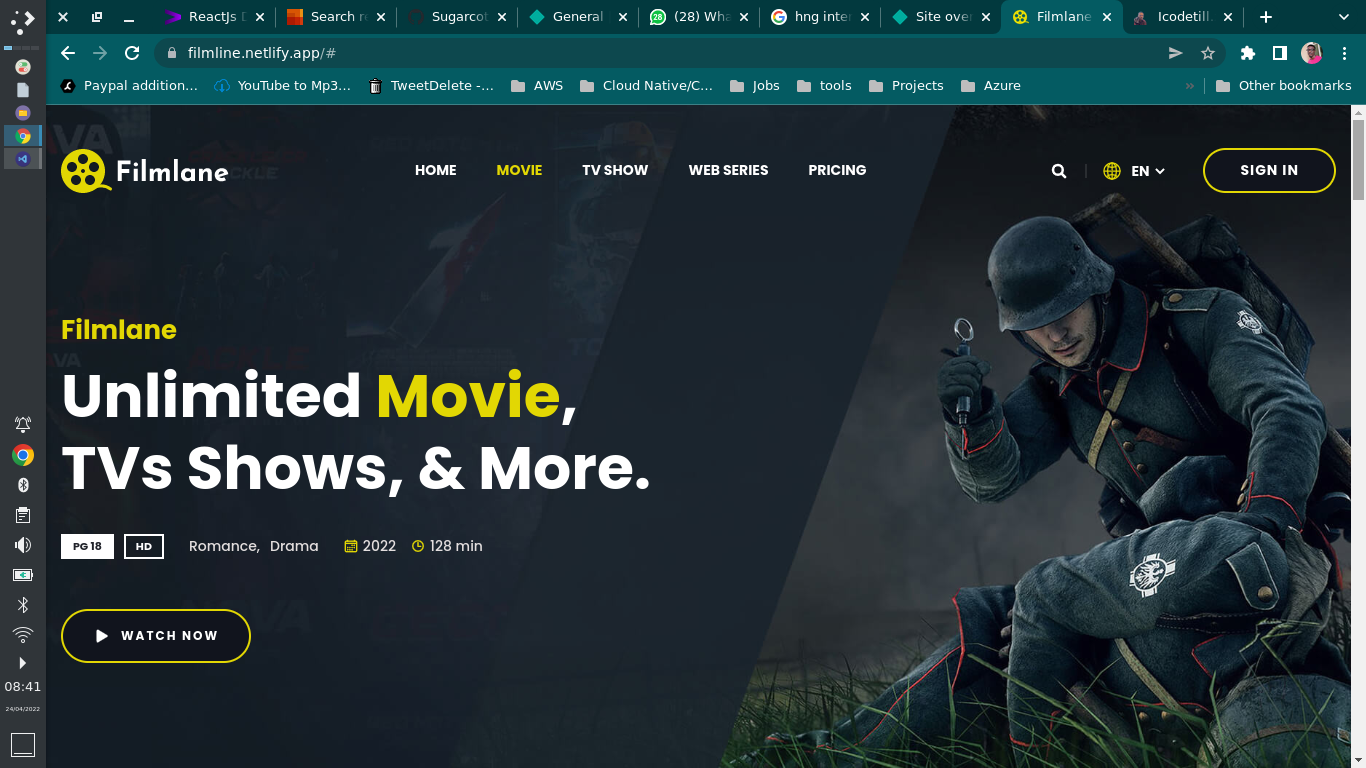 ReactJs D
Search re
Sugarcot
General
28
(28) Wha
hng inter
Site over
Filmlane
Icodetill
filmline.netlify.app/#
Paypal addition...
YouTube to Mp3...
TweetDelete -...
AWS
Cloud Native/C...
Jobs
tools
Projects
Azure
»
Other bookmarks
Filmlane
HOME
MOVIE
TV SHOW
WEB SERIES
PRICING
EN
SIGN IN
Filmlane
Unlimited Movie,
TVs Shows, & More.
PG 18
HD
Romance, Drama
2022
128 min
WATCH NOW
08:41
24/04/2022